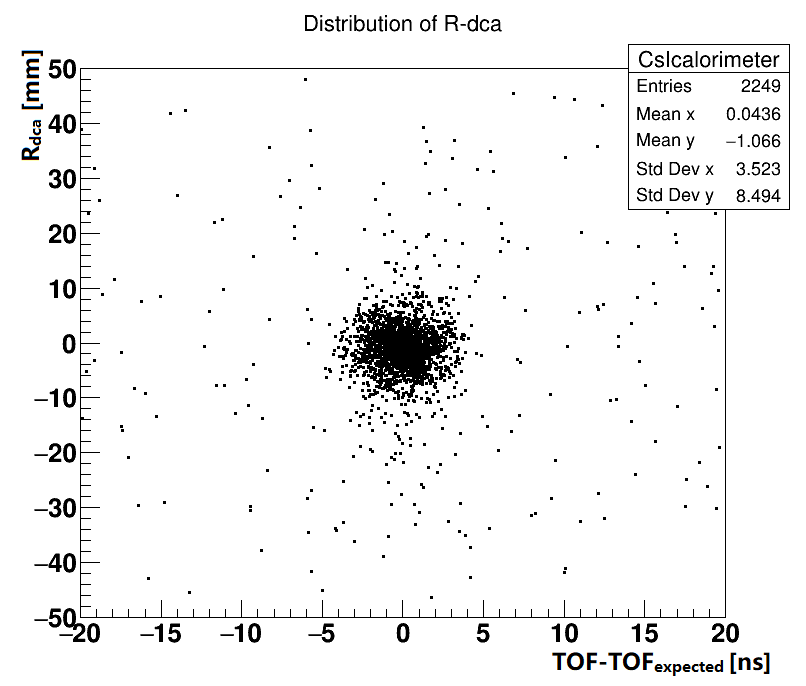 Distribution of R-dca
CsIcalorimeter
Entries 2249
Mean x 0.0436
Mean y −1.066
Std Dev x 3.523
Std Dev y 8.494
Rdca [mm]
50
40
30
20
10
0
−10
−20
−30
−40
−50
−20 −15 −10 −5 0 5 10 15 20
TOF-TOFexpected [ns]